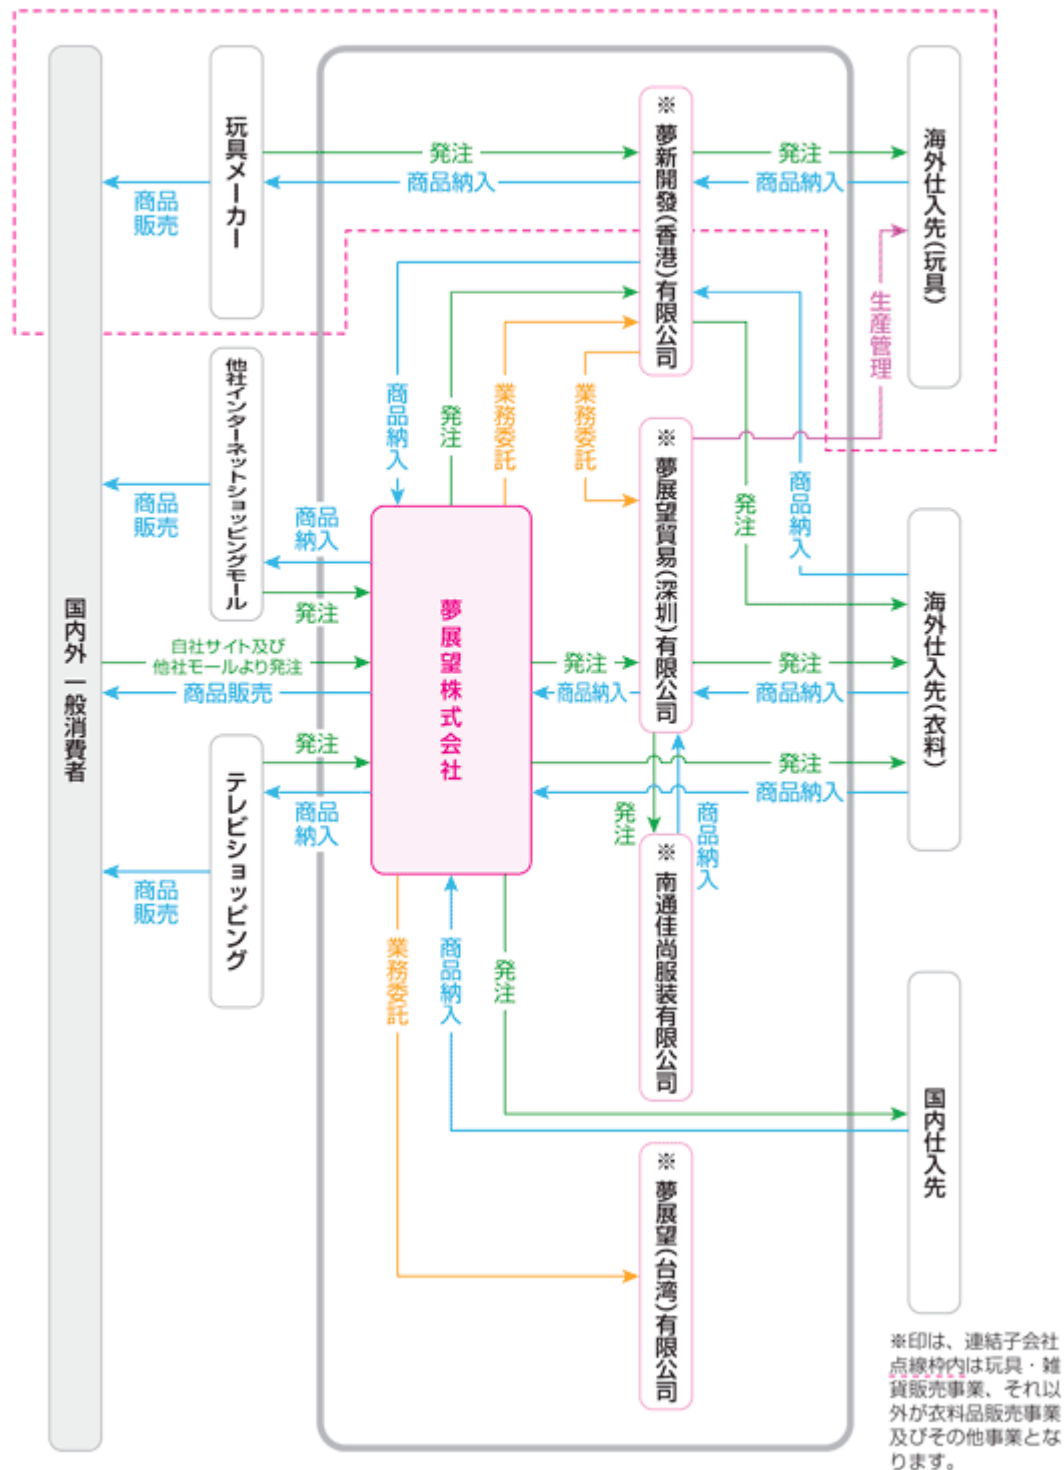 玩具メーカー
※ 夢新開發(香港)有限公司
海外仕入先(玩具)
発注
発注
商品納入
商品納入
商品
販売
生産管理
他社インターネットショッピングモール
商品納入
発注
業務委託
業務委託
※ 夢展望貿易(深圳)有限公司
発注
商品納入
商品
販売
商品
納入
発注
国内外 一般消費者
夢展望株式会社
海外仕入先(衣料)
自社サイト及び
他社モールより発注
商品販売
発注
商品納入
発注
商品納入
テレビショッピング
発注
商品
納入
発注
商品納入
発注
商品納入
商品
販売
※ 南通佳尚服装有限公司
業務委託
商品納入
発注
国内仕入先
※ 夢展望(台湾)有限公司
※印は、連結子会社
点線枠内は玩具・雑
貨販売事業、それ以
外が衣料品販売事業
及びその他事業とな
ります。